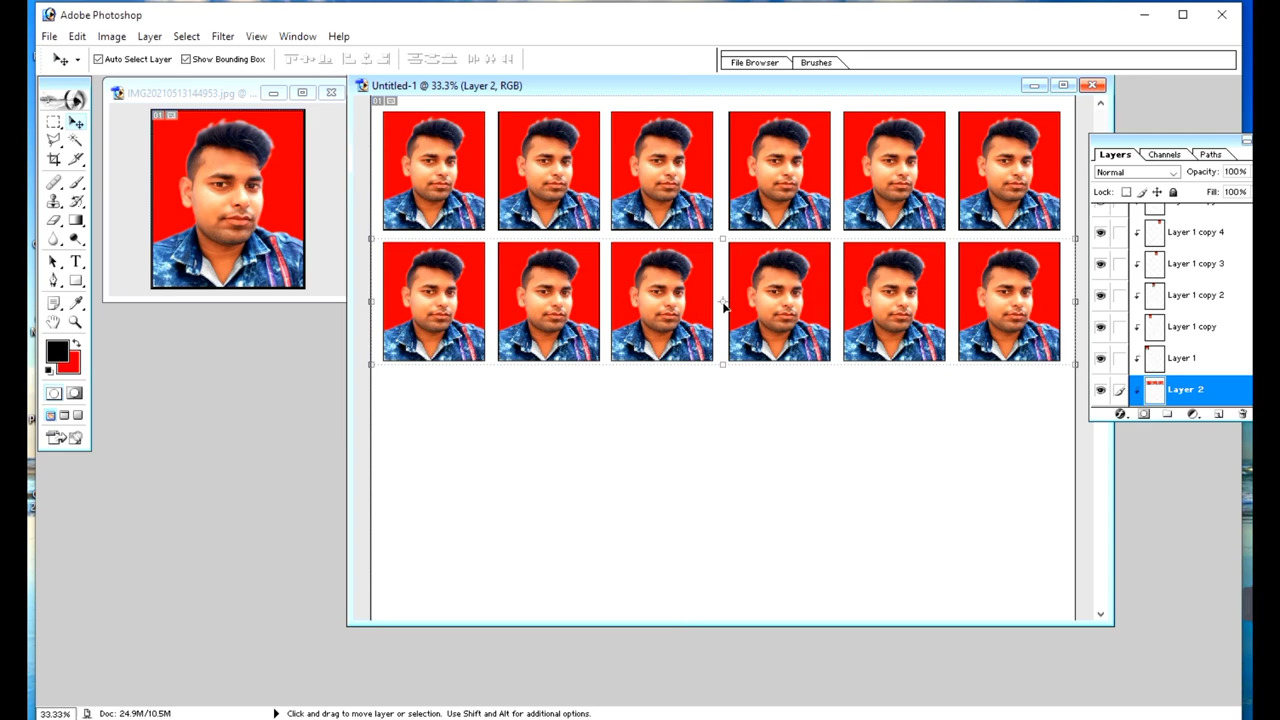 Adobe Photoshop
File Edit Image Layer Select Filter View Window Help
Auto Select Layer Show Bounding Box
File Browser Brushes
IMG20210513144953.jpg @ ...
Untitled-1 @ 33.3% (Layer 2, RGB)
01
01
Layers Channels Paths
Normal Opacity: 100%
Lock: Fill: 100%
Layer 1 copy 4
Layer 1 copy 3
Layer 1 copy 2
Layer 1 copy
Layer 1
Layer 2
T
33.33% Doc: 24.9M/10.5M Click and drag to move layer or selection. Use Shift and Alt for additional options.